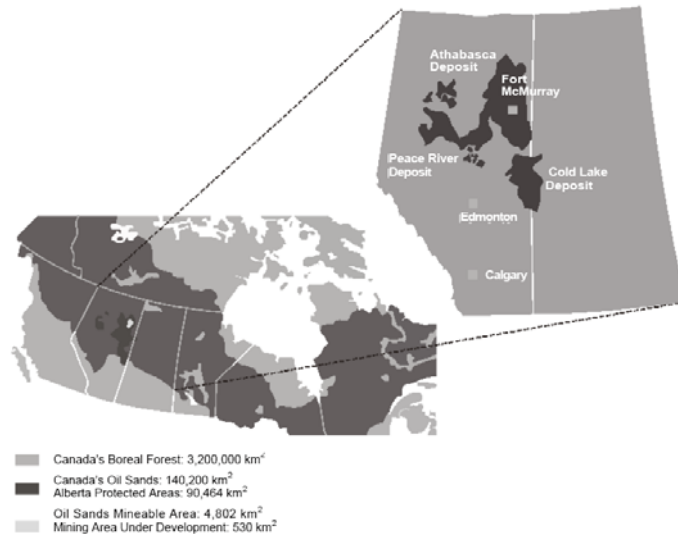 Athabasca
Deposit
Fort
McMurray
Peace River
Deposit
Cold Lake
Deposit
Edmonton
Calgary
Canada's Boreal Forest: 3,200,000 km²
Canada's Oil Sands: 140,200 km²
Alberta Protected Areas: 90,464 km²
Oil Sands Mineable Area: 4,802 km²
Mining Area Under Development: 530 km²